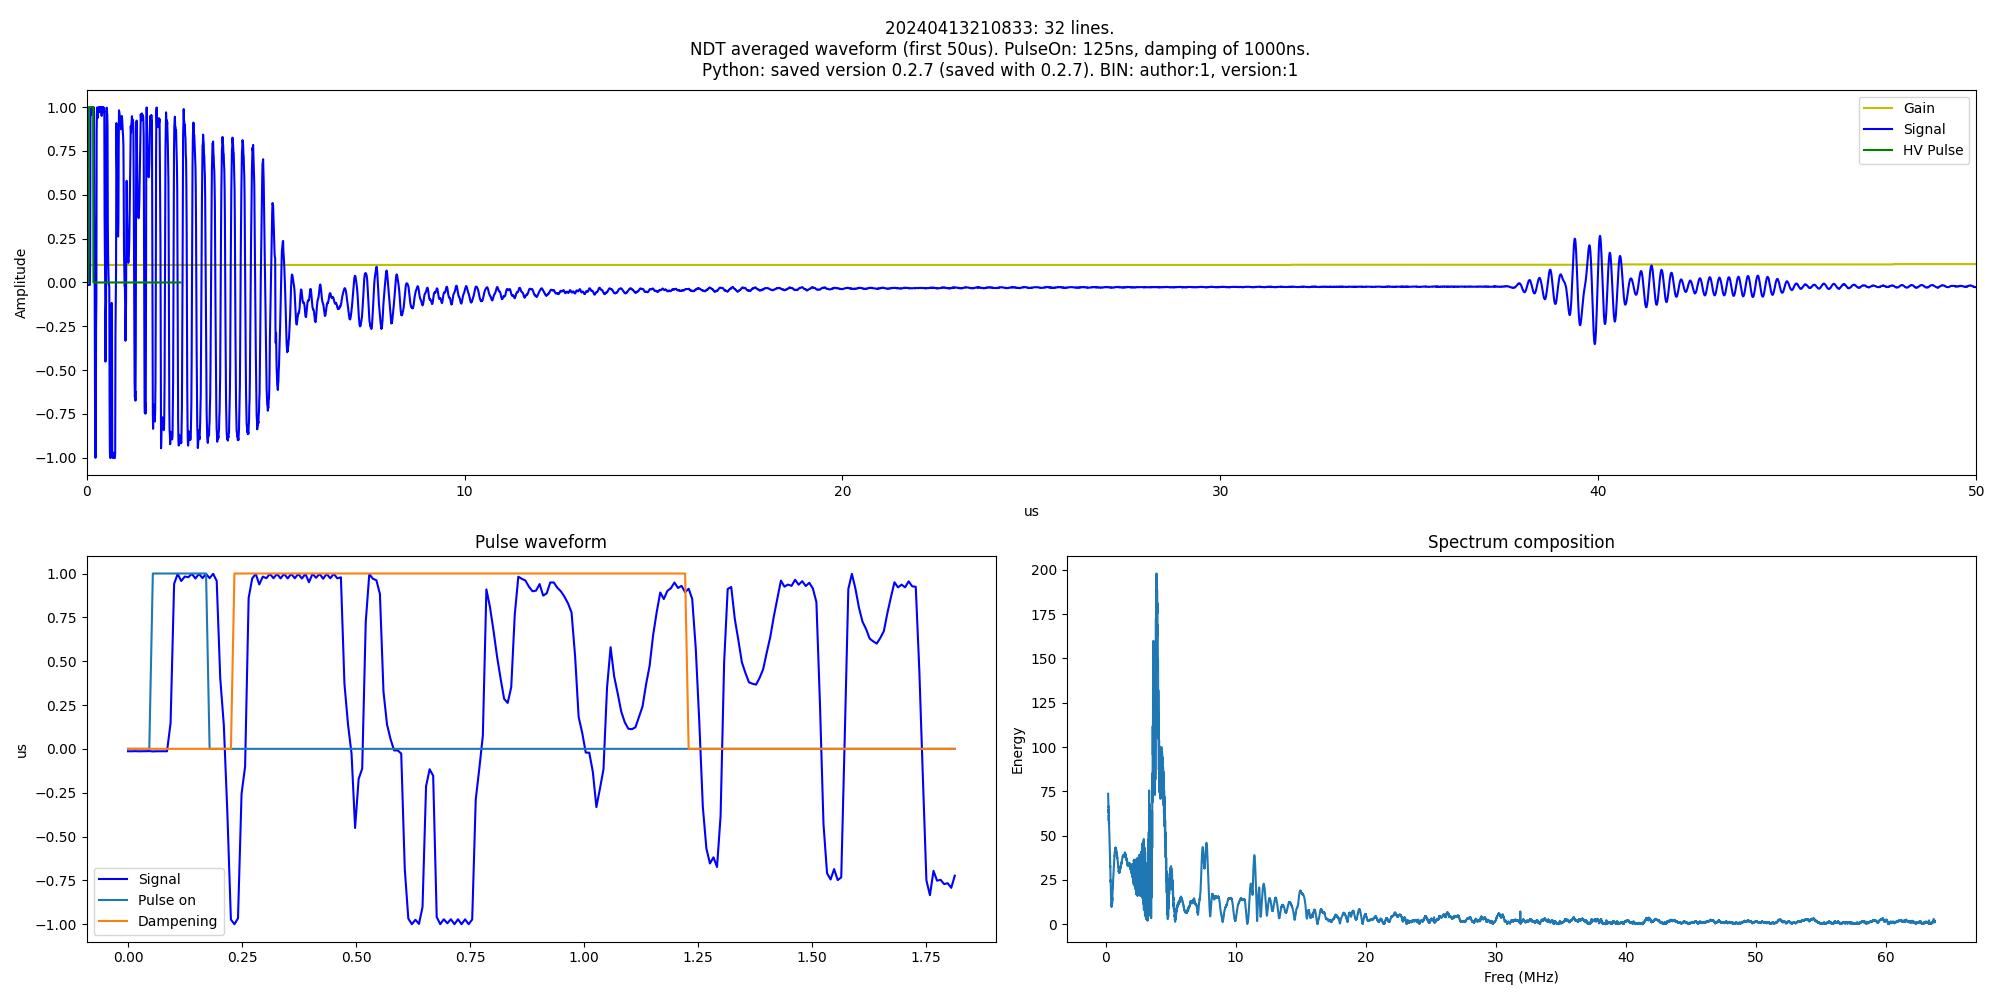 20240413210833: 32 lines.
NDT averaged waveform (first 50us). PulseOn: 125ns, damping of 1000ns.
Python: saved version 0.2.7 (saved with 0.2.7). BIN: author:1, version:1
1.00
0.75
0.50
0.25
0.00
−0.25
−0.50
−0.75
−1.00
Amplitude
Gain
Signal
HV Pulse
0 10 20 30 40 50
us
Pulse waveform
1.00
0.75
0.50
0.25
0.00
−0.25
−0.50
−0.75
−1.00
us
Signal
Pulse on
Dampening
0.00 0.25 0.50 0.75 1.00 1.25 1.50 1.75
Spectrum composition
200
175
150
125
100
75
50
25
0
Energy
0 10 20 30 40 50 60
Freq (MHz)